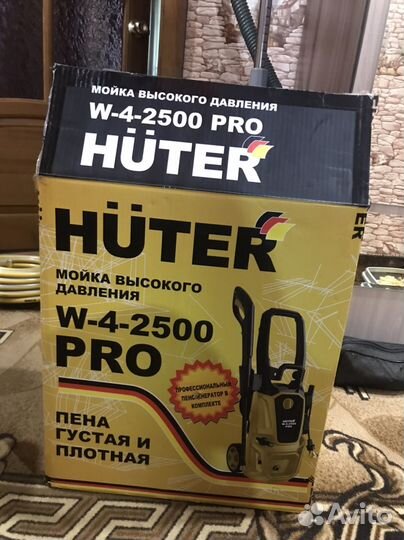 МОЙКА ВЫСОКОГО ДАВЛЕНИЯ
W-4-2500 PRO
HÜTER
HÜTER
МОЙКА ВЫСОКОГО
ДАВЛЕНИЯ
W-4-2500
PRO
ПРОФЕССИОНАЛЬНЫЙ
ПЕНОГЕНЕРАТОР В
КОМПЛЕКТЕ
ПЕНА
ГУСТАЯ И
ПЛОТНАЯ
ER
Avito